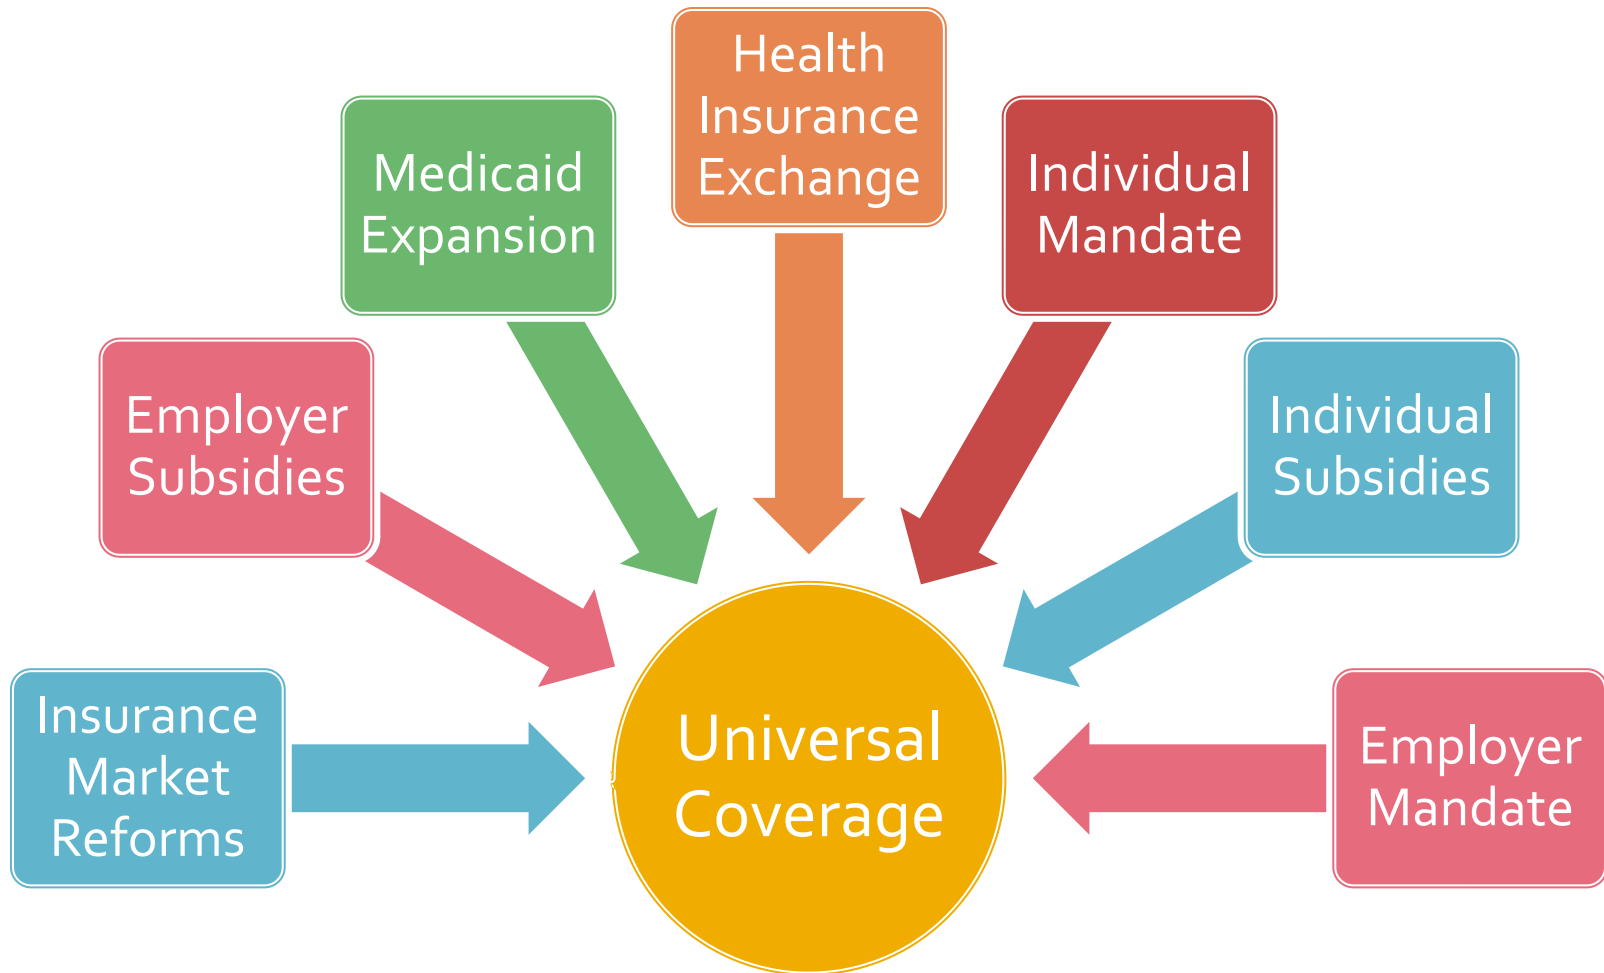 Health
Insurance
Exchange
Medicaid
Expansion
Individual
Mandate
Employer
Subsidies
Individual
Subsidies
Insurance
Market
Reforms
Universal
Coverage
Employer
Mandate